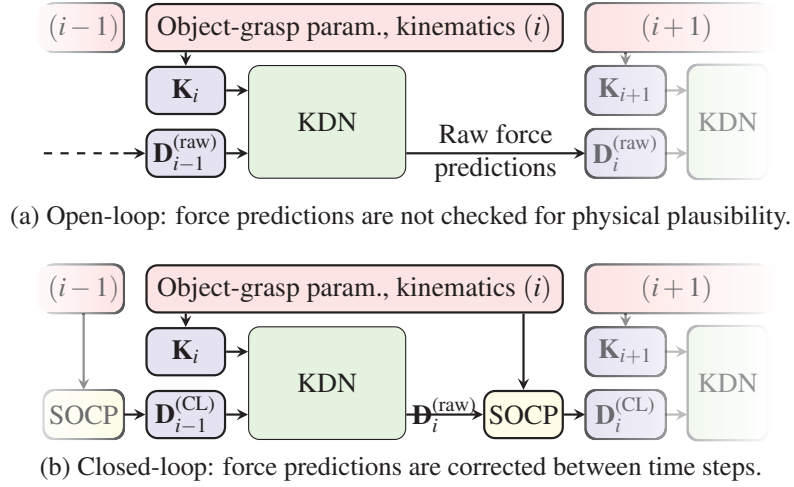 (i − 1) Object-grasp param., kinematics (i) (i + 1)
K_i K_{i+1}
KDN KDN
D_{i−1}^{(raw)} Raw force predictions D_i^{(raw)}
(a) Open-loop: force predictions are not checked for physical plausibility.
(i − 1) Object-grasp param., kinematics (i) (i + 1)
K_i K_{i+1}
KDN KDN
SOCP D_{i−1}^{(CL)} D_i^{(raw)} SOCP D_i^{(CL)}
(b) Closed-loop: force predictions are corrected between time steps.